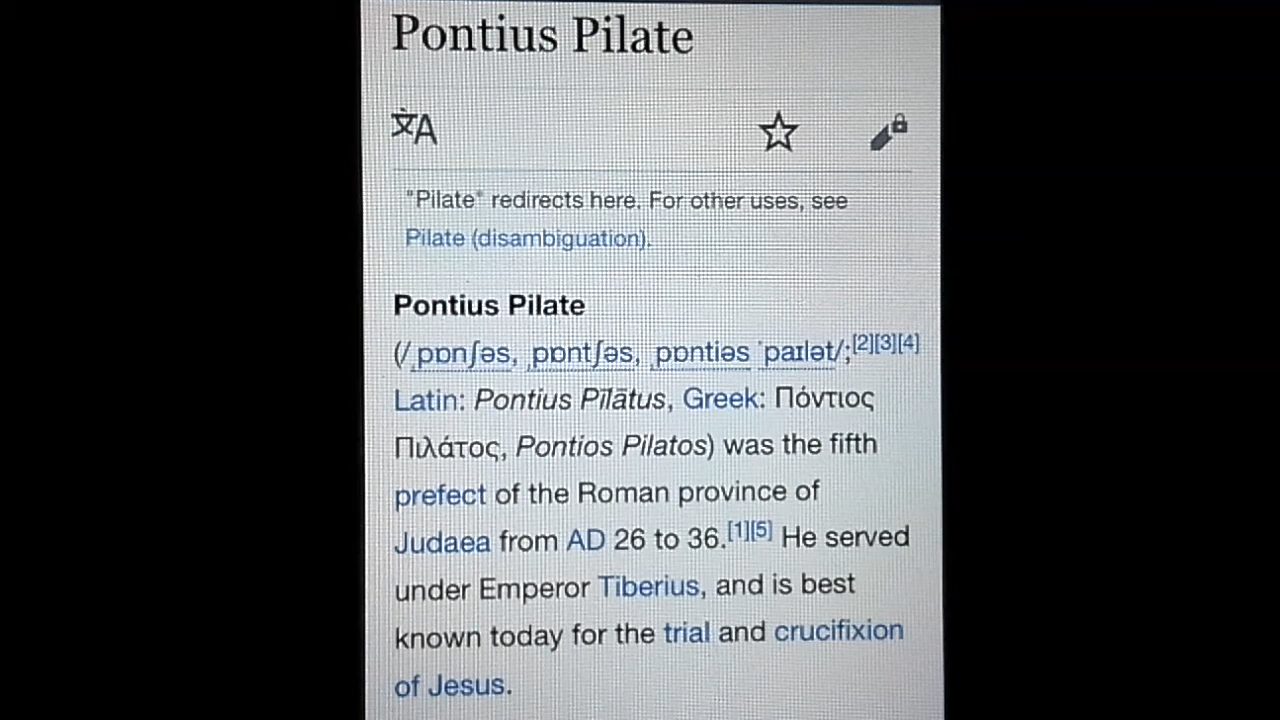 Pontius Pilate
"Pilate" redirects here. For other uses, see
Pilate (disambiguation).
Pontius Pilate
(/ˌpɒnʃəs, ˌpɒntʃəs, ˌpɒntiəs ˈpaɪlət/;[2][3][4]
Latin: Pontius Pīlātus, Greek: Πόντιος
Πιλάτος, Pontios Pilatos) was the fifth
prefect of the Roman province of
Judaea from AD 26 to 36.[1][5] He served
under Emperor Tiberius, and is best
known today for the trial and crucifixion
of Jesus.